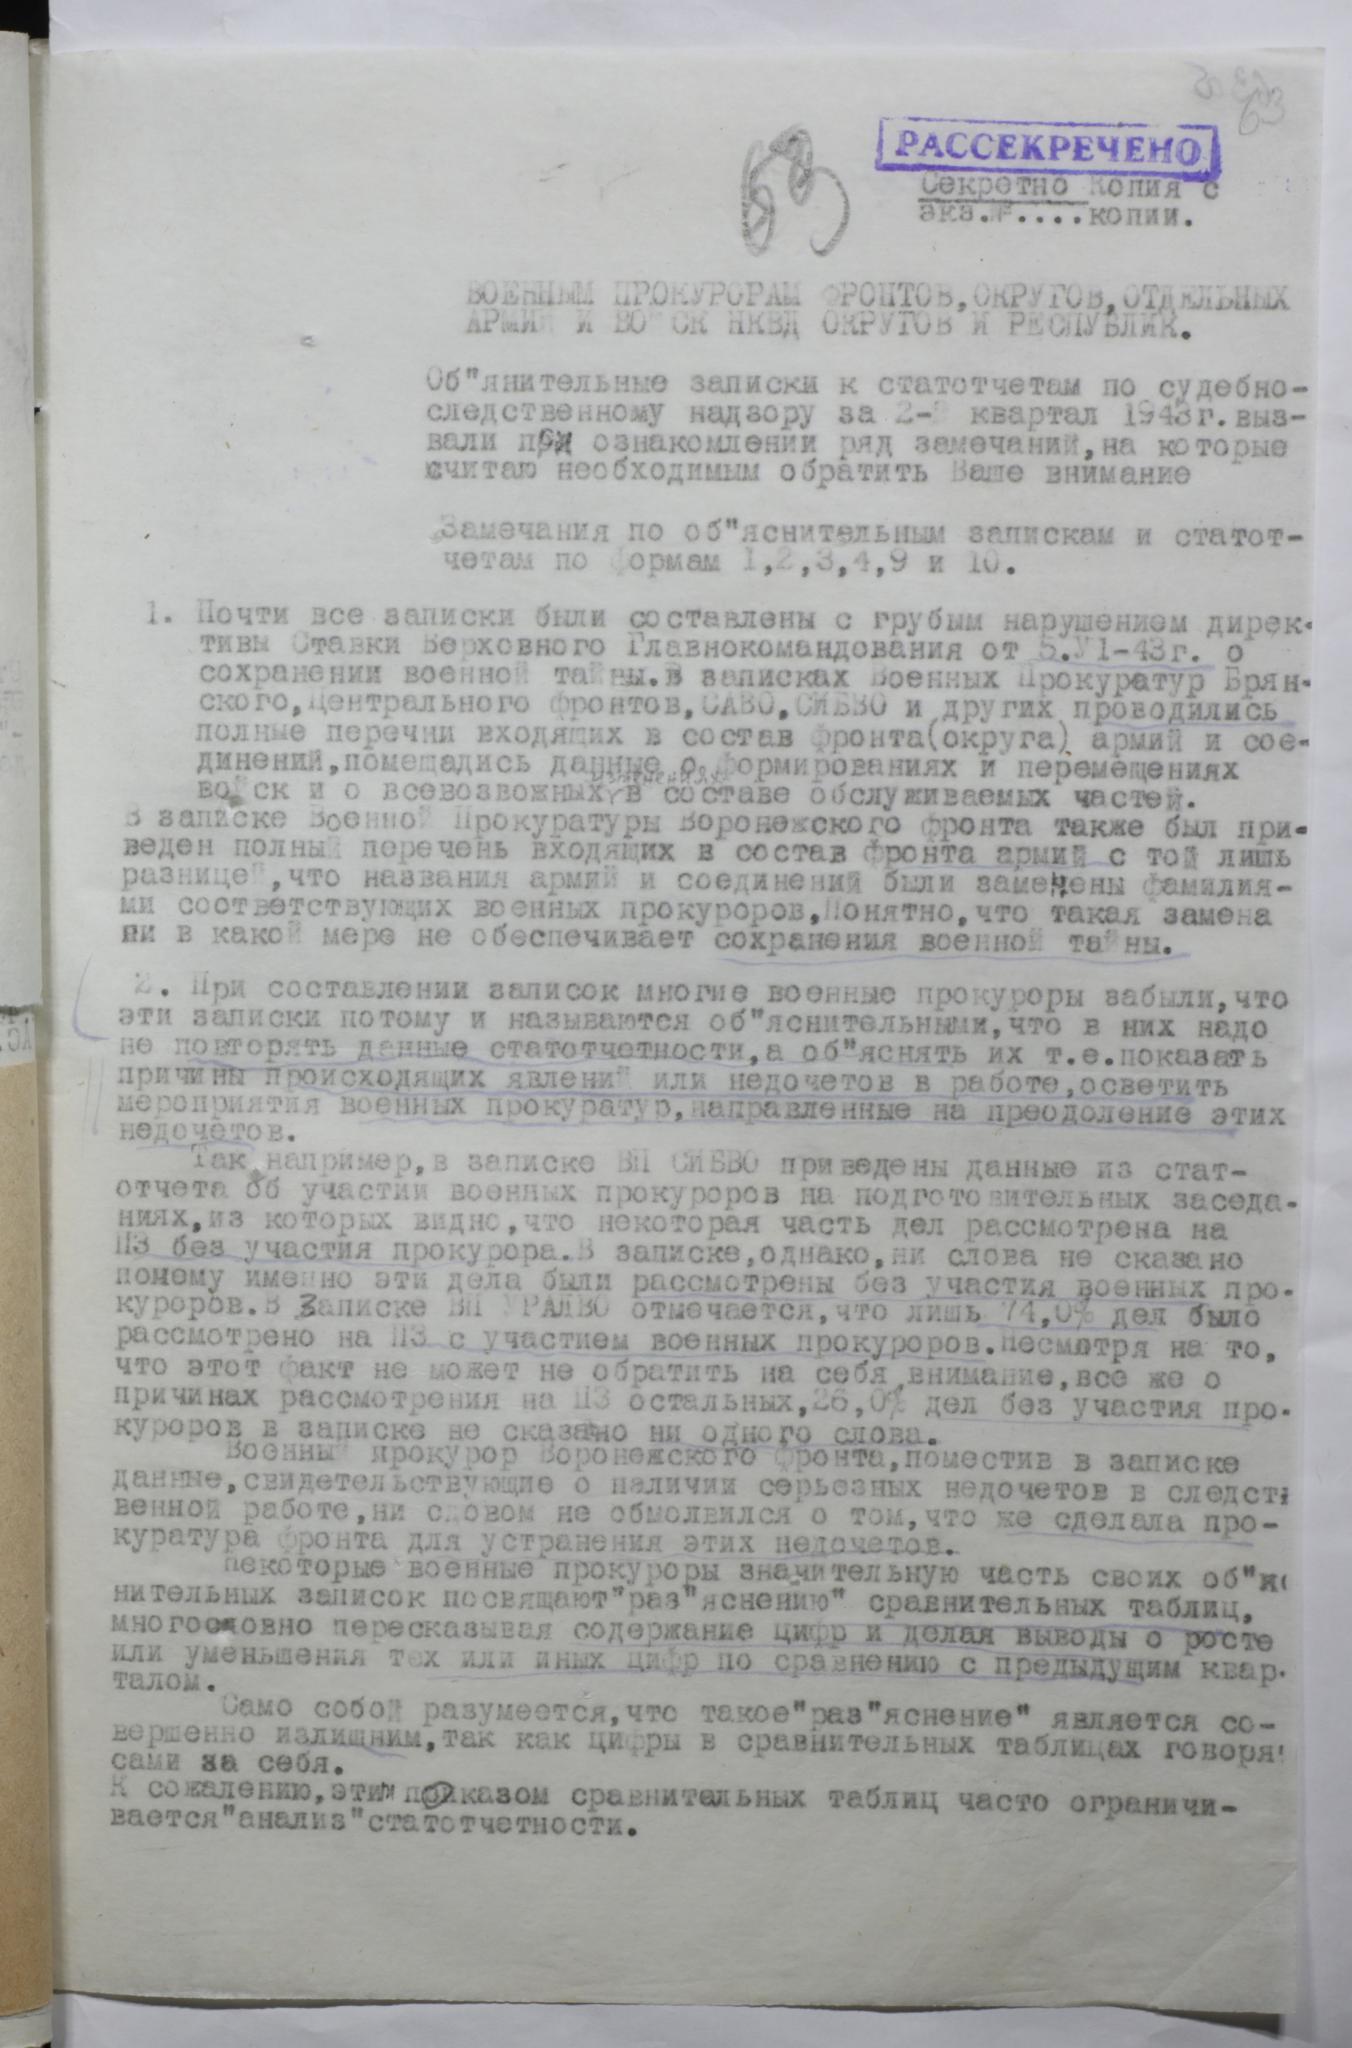 63
68
РАССЕКРЕЧЕНО
Секретно Копия с
экз.№....копии.
ВОЕННЫМ ПРОКУРОРАМ ФРОНТОВ,ОКРУГОВ,ОТДЕЛЬНЫХ
АРМИЙ И ВОЙСК НКВД ОКРУГОВ И РЕСПУБЛИК.
Об"янительные записки к статотчетам по судебно-
следственному надзору за 2-й квартал 1943г.выз-
вали при ознакомлении ряд замечаний,на которые
считаю необходимым обратить Ваше внимание
Замечания по об"яснительным запискам и статот-
четам по формам 1,2,3,4,9 и 10.
1. Почти все записки были составлены с грубым нарушением дирек-
тивы Ставки Верховного Главнокомандования от 5.У1-43г. о
сохранении военной тайны.В записках Военных Прокуратур Брян-
ского,Центрального фронтов,САВО,СИБВО и других проводились
полные перечни входящих в состав фронта(округа) армий и сое-
динений,помещались данные о формированиях и перемещениях
войск и о всевозвожных изменениях в составе обслуживаемых частей.
В записке Военной Прокуратуры Воронежского фронта также был при-
веден полный перечень входящих в состав фронта армий с той лишь
разницей,что названия армий и соединений были заменены фамилия-
ми соответствующих военных прокуроров,Понятно,что такая замена
ни в какой мере не обеспечивает сохранения военной тайны.
2. При составлении записок многие военные прокуроры забыли,что
эти записки потому и называются об"яснительными,что в них надо
не повторять данные статотчетности,а об"яснять их т.е.показать
причины происходящих явлений или недочетов в работе,осветить
мероприятия военных прокуратур,направленные на преодоление этих
недочетов.
Так например,в записке ВП СИБВО приведены данные из стат-
отчета об участии военных прокуроров на подготовительных заседа-
ниях,из которых видно,что некоторая часть дел рассмотрена на
ПЗ без участия прокурора.В записке,однако,ни слова не сказано
почему именно эти дела были рассмотрены без участия военных про-
куроров.В Записке ВП УРАЛВО отмечается,что лишь 74,0% дел было
рассмотрено на ПЗ с участием военных прокуроров.Несмотря на то,
что этот факт не может не обратить на себя внимание,все же о
причинах рассмотрения на ПЗ остальных,26,0% дел без участия про-
куроров в записке не сказано ни одного слова.
Военный прокурор Воронежского фронта,поместив в записке
данные,свидетельствующие о наличии серьезных недочетов в следст
венной работе,ни словом не обмолвился о том,что же сделала про-
куратура фронта для устранения этих недочетов.
Некоторые военные прокуроры значительную часть своих об"яс
нительных записок посвящают"раз"яснению" сравнительных таблиц,
многословно пересказывая содержание цифр и делая выводы о росте
или уменьшения тех или иных цифр по сравнению с предыдущим квар-
талом.
Само собой разумеется,что такое"раз"яснение" является со-
вершенно излишним,так как цифры в сравнительных таблицах говоря
сами за себя.
К сожалению,этим приказом сравнительных таблиц часто ограничи-
вается"анализ"статотчетности.